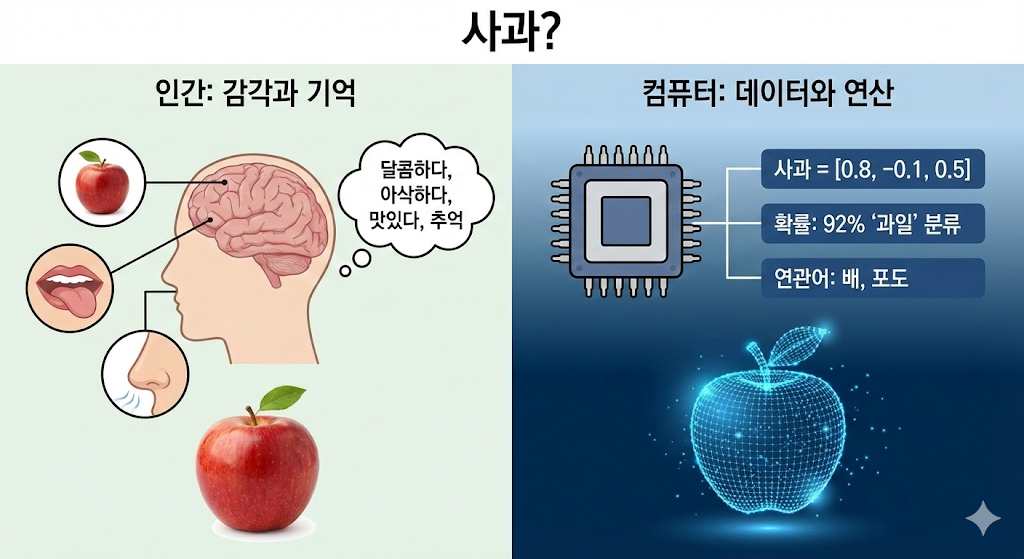 사과?
인간: 감각과 기억
달콤하다,
아삭하다,
맛있다, 추억
컴퓨터: 데이터와 연산
사과 = [0.8, −0.1, 0.5]
확률: 92% ‘과일’ 분류
연관어: 배, 포도